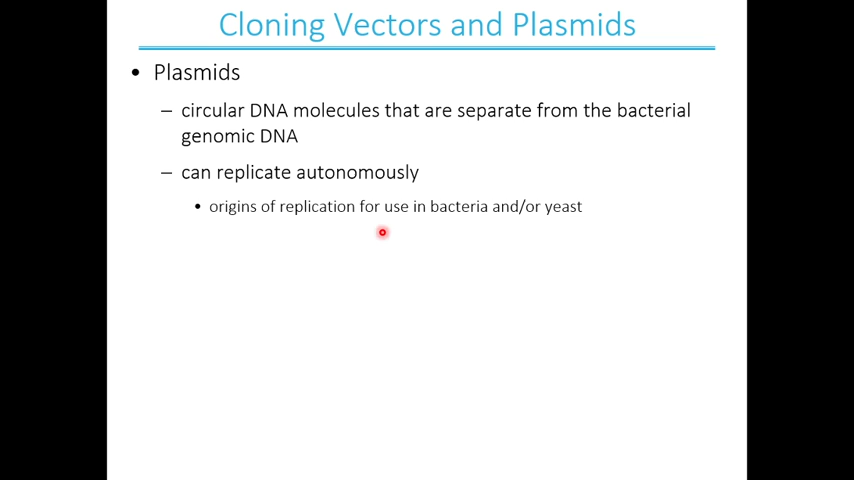 Cloning Vectors and Plasmids
• Plasmids
– circular DNA molecules that are separate from the bacterial
genomic DNA
– can replicate autonomously
• origins of replication for use in bacteria and/or yeast